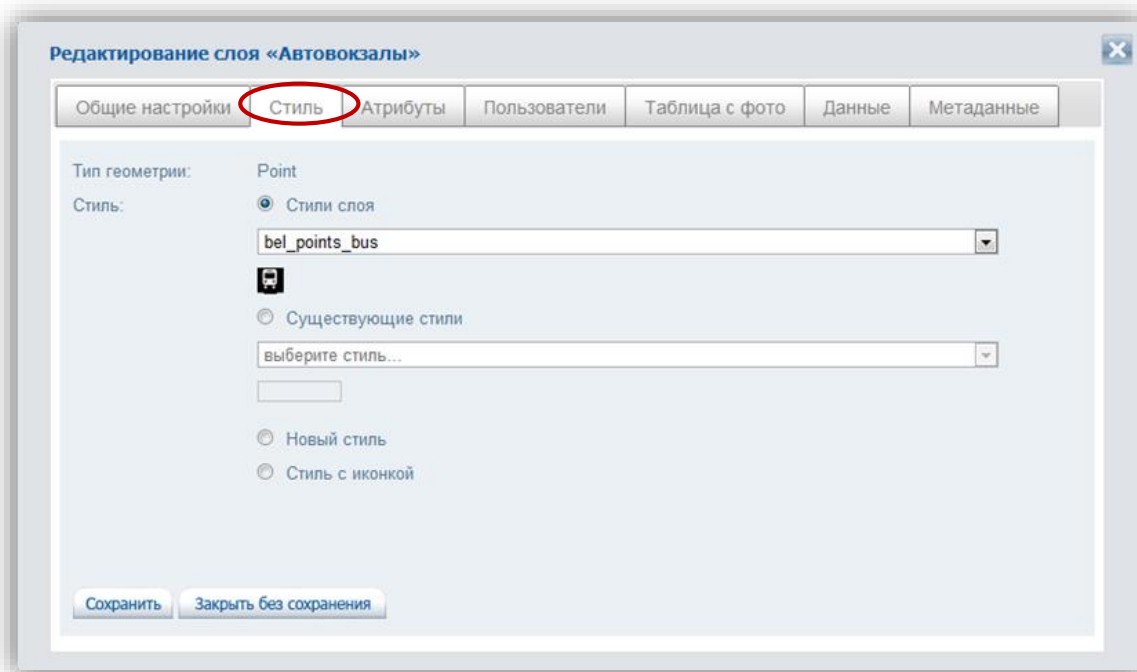 Редактирование слоя «Автовокзалы»
Общие настройки Стиль Атрибуты Пользователи Таблица с фото Данные Метаданные
Тип геометрии: Point
Стиль: Стили слоя
bel_points_bus
Существующие стили
выберите стиль...
Новый стиль
Стиль с иконкой
Сохранить Закрыть без сохранения